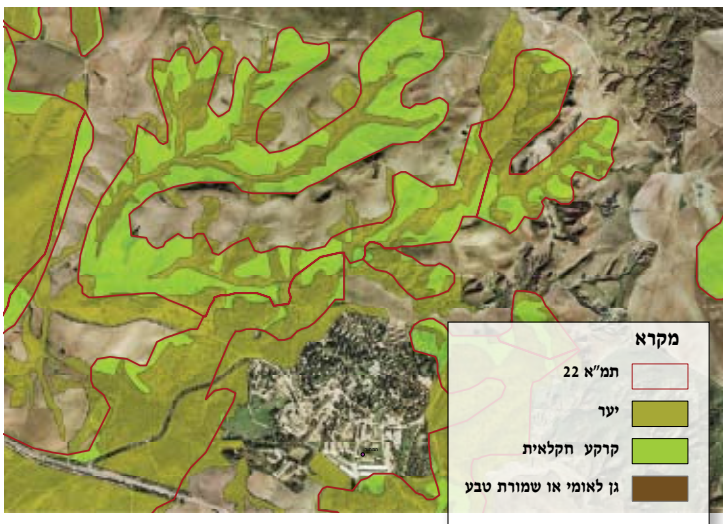 מקרא
תמ"א 22
יער
קרקע חקלאית
גן לאומי או שמורת טבע